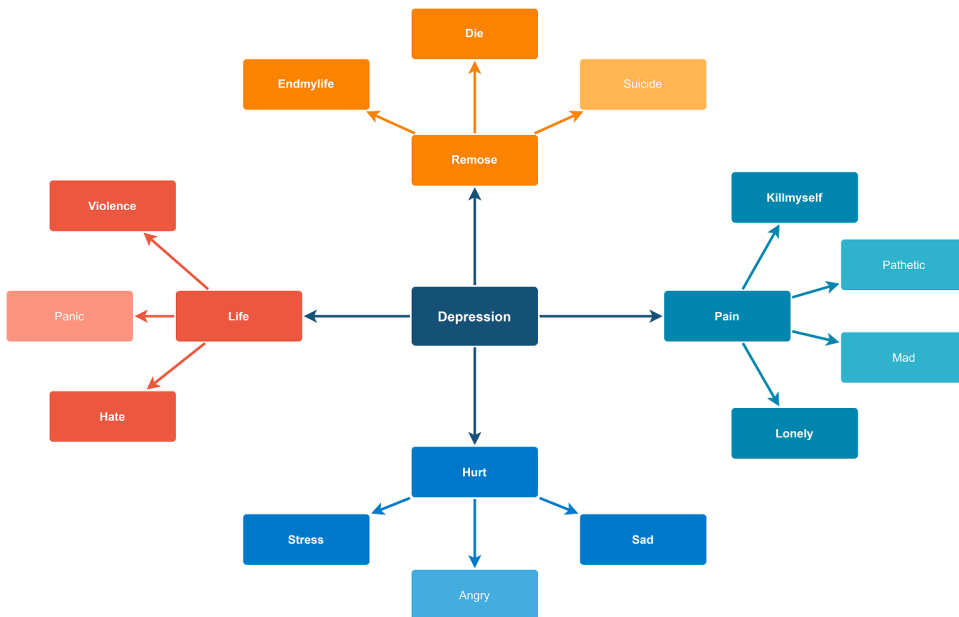 Die
Endmylife
Suicide
Remose
Violence
Killmyself
Pathetic
Panic
Life
Depression
Pain
Mad
Hate
Lonely
Hurt
Stress
Sad
Angry